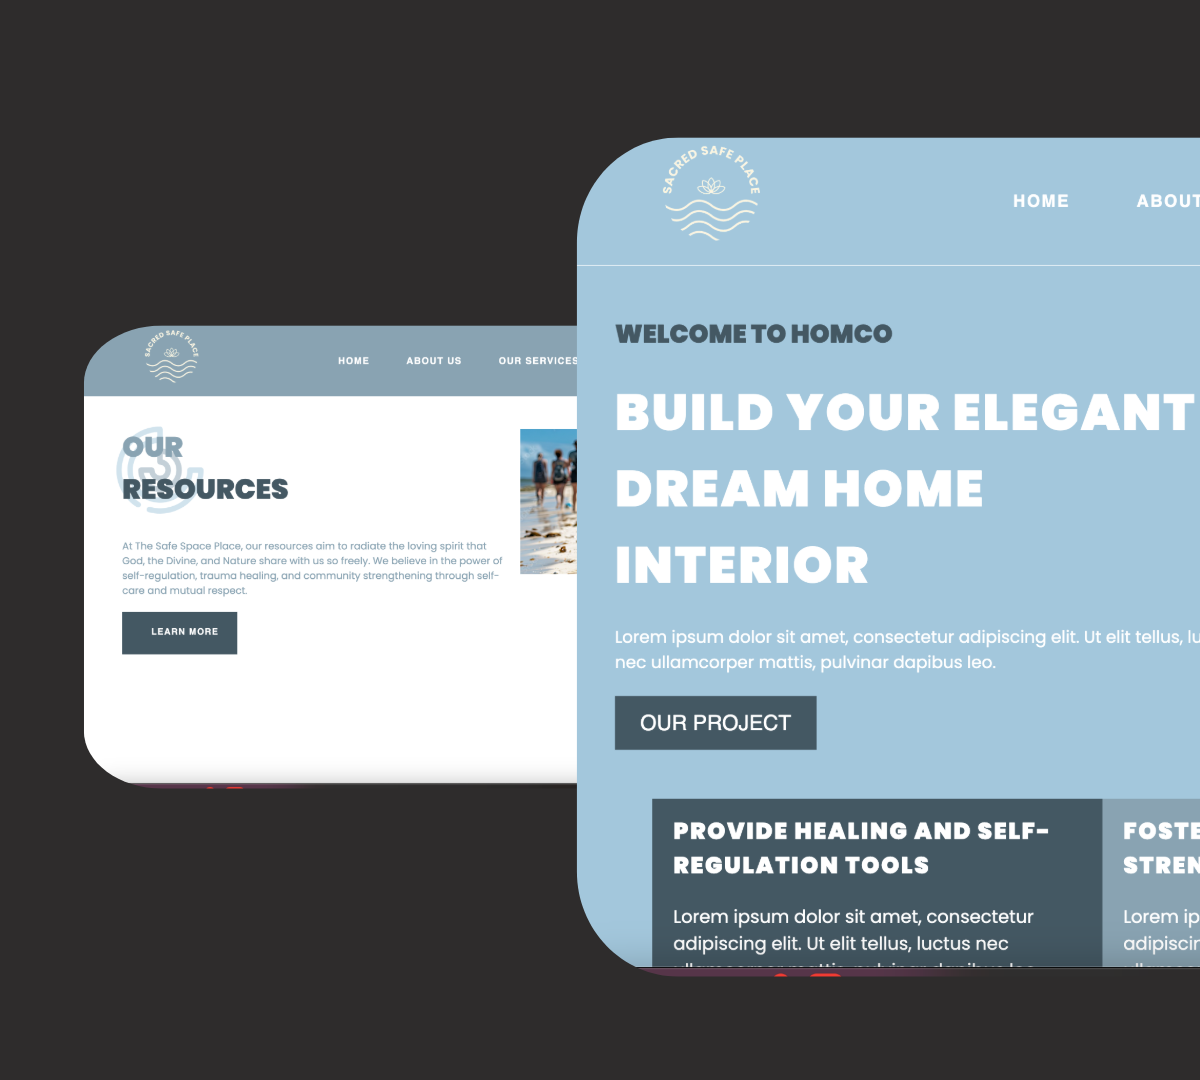 SACRED SAFE PLACE
HOME ABOUT US OUR SERVICES
OUR
RESOURCES
At The Safe Space Place, our resources aim to radiate the loving spirit that
God, the Divine, and Nature share with us so freely. We believe in the power of
self-regulation, trauma healing, and community strengthening through self-
care and mutual respect.
LEARN MORE
SACRED SAFE PLACE
HOME ABOUT
WELCOME TO HOMCO
BUILD YOUR ELEGANT
DREAM HOME
INTERIOR
Lorem ipsum dolor sit amet, consectetur adipiscing elit. Ut elit tellus, lu
nec ullamcorper mattis, pulvinar dapibus leo.
OUR PROJECT
PROVIDE HEALING AND SELF-
REGULATION TOOLS
Lorem ipsum dolor sit amet, consectetur
adipiscing elit. Ut elit tellus, luctus nec
FOSTE
STREN
Lorem ip
adipiscin